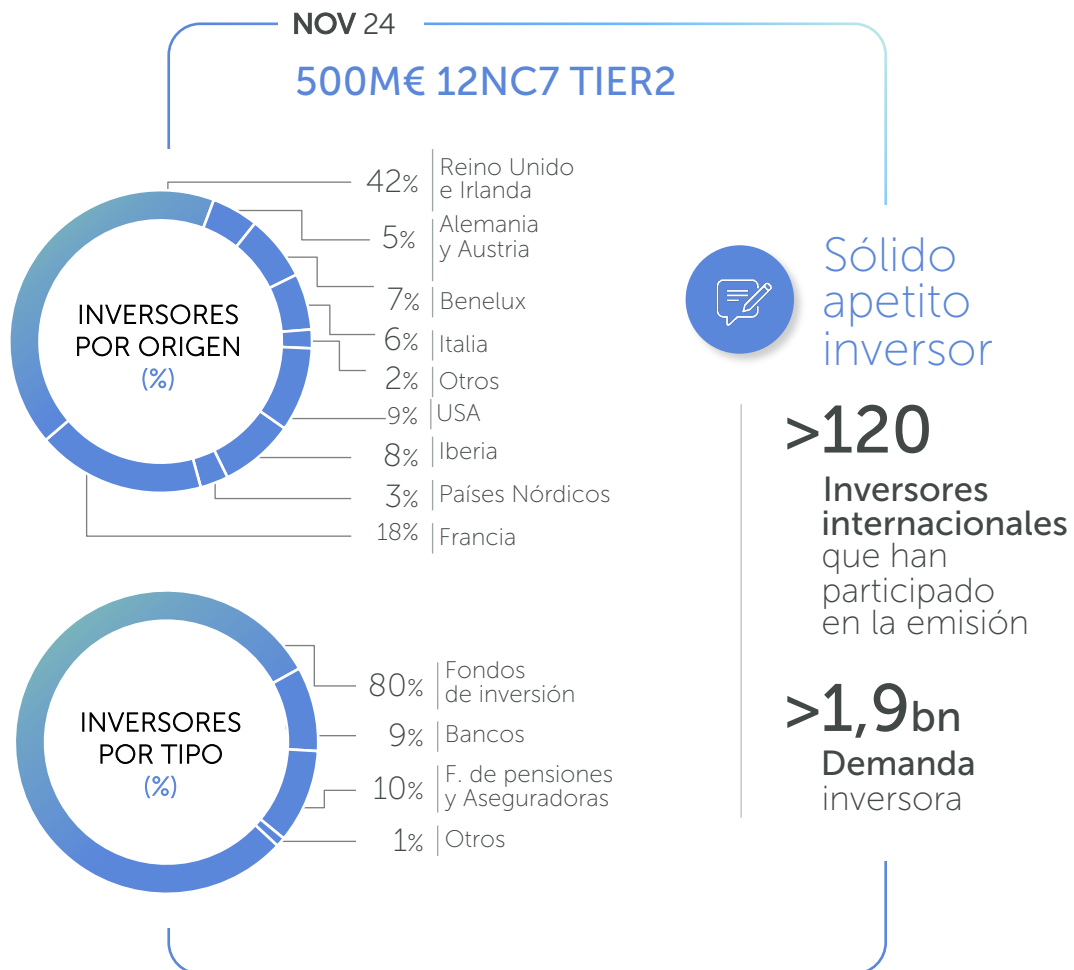 NOV 24
500M€ 12NC7 TIER2
INVERSORES
POR ORIGEN
(%)
42% Reino Unido
e Irlanda
5% Alemania
y Austria
7% Benelux
6% Italia
2% Otros
9% USA
8% Iberia
3% Países Nórdicos
18% Francia
INVERSORES
POR TIPO
(%)
80% Fondos
de inversión
9% Bancos
10% F. de pensiones
y Aseguradoras
1% Otros
Sólido
apetito
inversor
>120
Inversores
internacionales
que han
participado
en la emisión
>1,9bn
Demanda
inversora